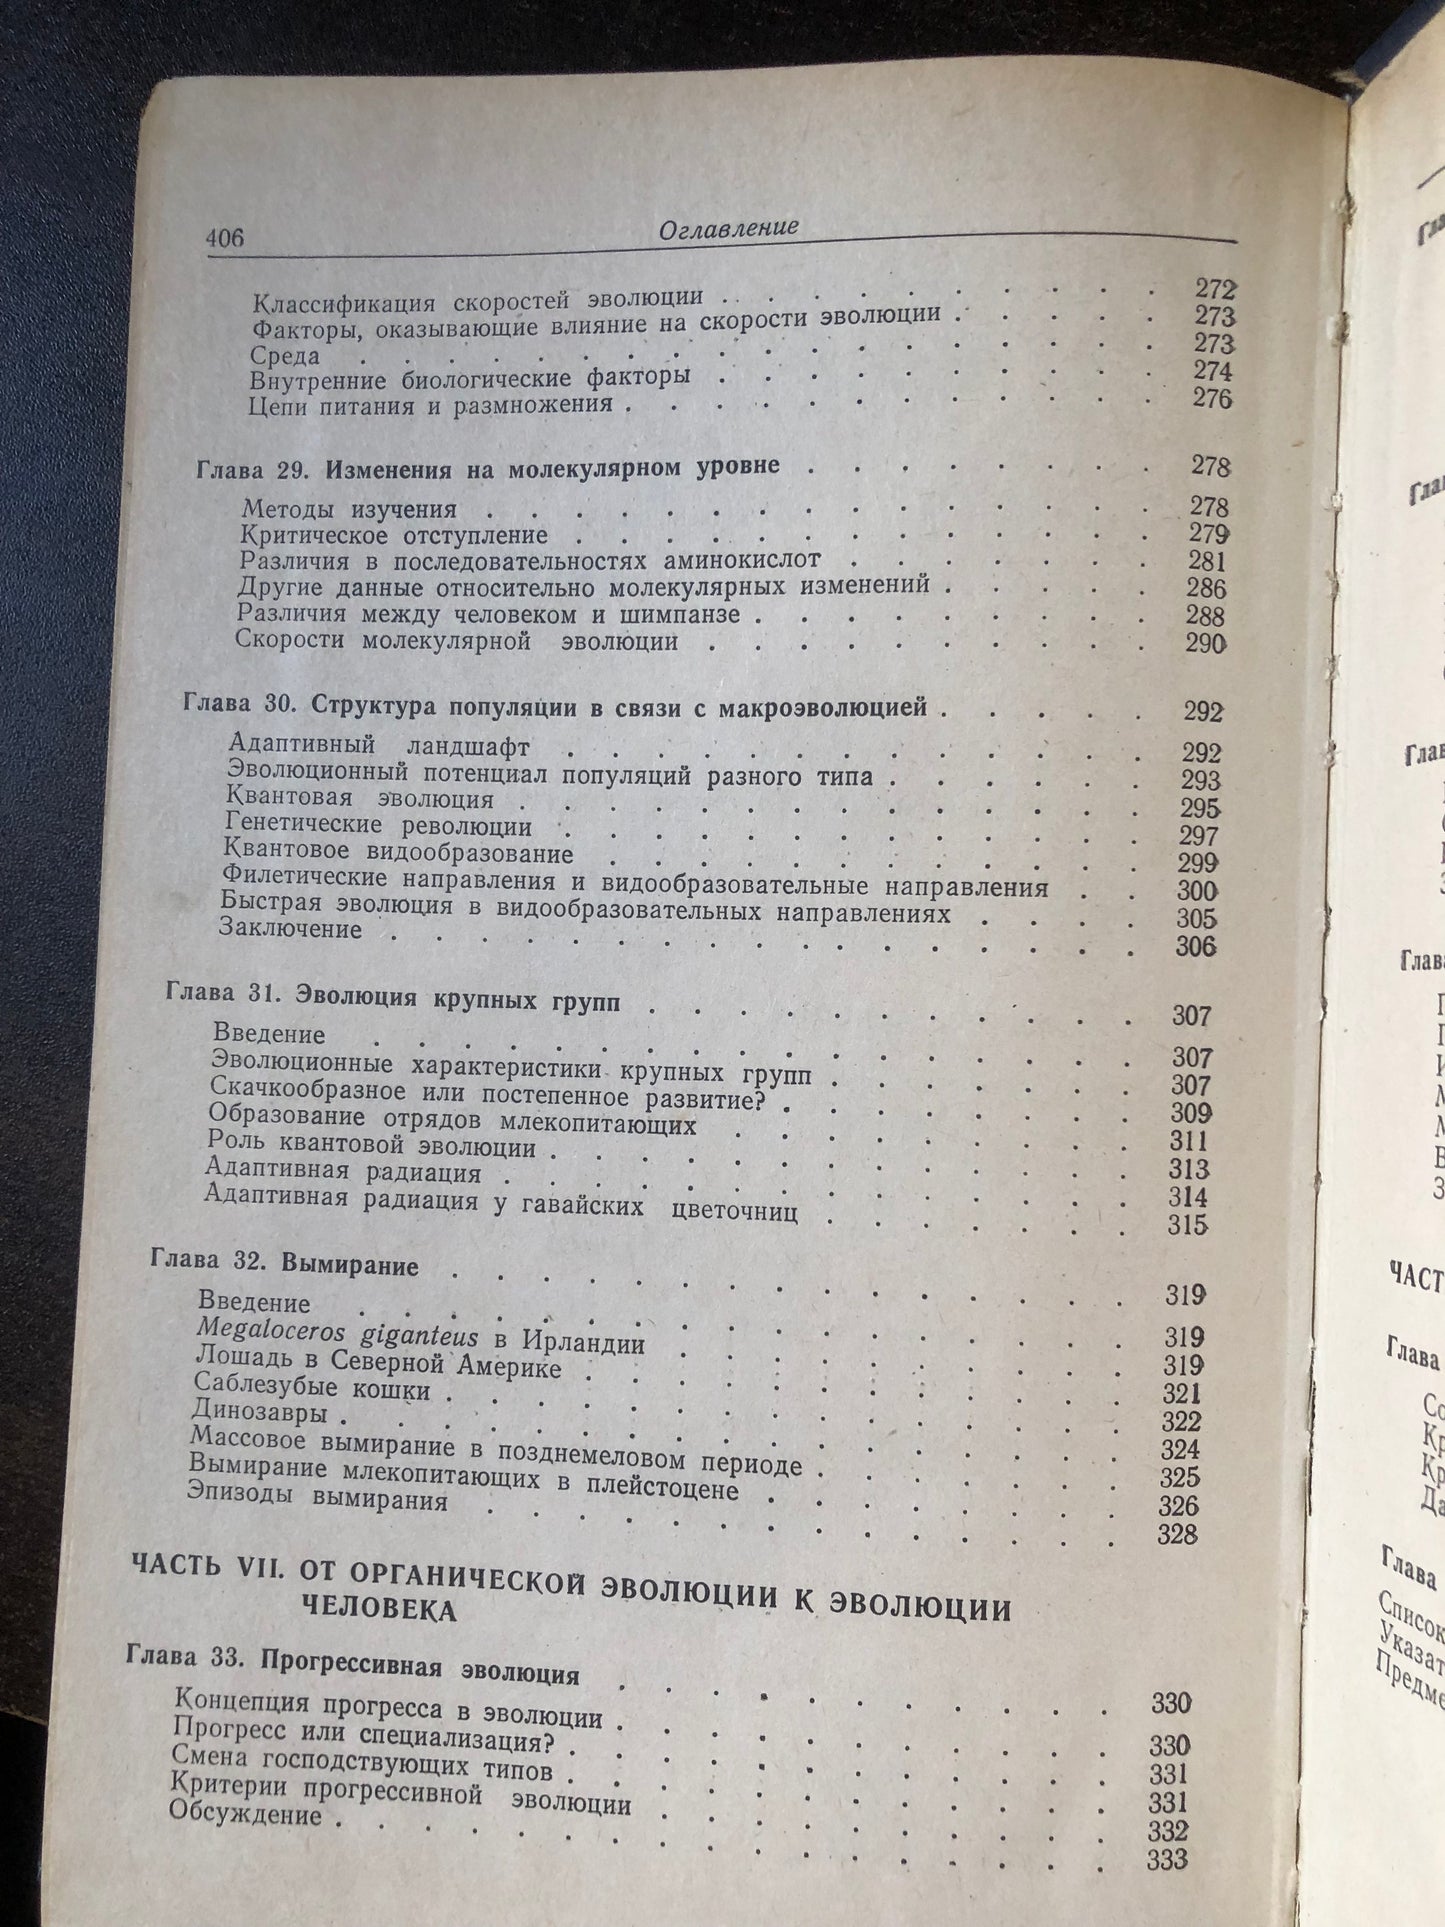 406 Оглавление
Классификация скоростей эволюции . . . . . . . . . . 272
Факторы, оказывающие влияние на скорости эволюции . . . . . 273
Среда . . . . . . . . . . . . . . . . . . 273
Внутренние биологические факторы . . . . . . . . . . 274
Цепи питания и размножения . . . . . . . . . . . . 276
Глава 29. Изменения на молекулярном уровне . . . . . . . . 278
Методы изучения . . . . . . . . . . . . . . . 278
Критическое отступление . . . . . . . . . . . . . 279
Различия в последовательностях аминокислот . . . . . . . 281
Другие данные относительно молекулярных изменений . . . . . 286
Различия между человеком и шимпанзе . . . . . . . . . 288
Скорости молекулярной эволюции . . . . . . . . . . 290
Глава 30. Структура популяции в связи с макроэволюцией . . . . . 292
Адаптивный ландшафт . . . . . . . . . . . . . 292
Эволюционный потенциал популяций разного типа . . . . . . 293
Квантовая эволюция . . . . . . . . . . . . . . 295
Генетические революции . . . . . . . . . . . . . 297
Квантовое видообразование . . . . . . . . . . . . 299
Филетические направления и видообразовательные направления . . 300
Быстрая эволюция в видообразовательных направлениях . . . . 305
Заключение . . . . . . . . . . . . . . . . . 306
Глава 31. Эволюция крупных групп . . . . . . . . . . . 307
Введение . . . . . . . . . . . . . . . . . 307
Эволюционные характеристики крупных групп . . . . . . . 307
Скачкообразное или постепенное развитие? . . . . . . . . 309
Образование отрядов млекопитающих . . . . . . . . . 311
Роль квантовой эволюции . . . . . . . . . . . . . 313
Адаптивная радиация . . . . . . . . . . . . . . 314
Адаптивная радиация у гавайских цветочниц . . . . . . . 315
Глава 32. Вымирание . . . . . . . . . . . . . . . 319
Введение . . . . . . . . . . . . . . . . . 319
Megaloceros giganteus в Ирландии . . . . . . . . . . 319
Лошадь в Северной Америке . . . . . . . . . . . . 321
Саблезубые кошки . . . . . . . . . . . . . . . 322
Динозавры . . . . . . . . . . . . . . . . . 324
Массовое вымирание в позднемеловом периоде . . . . . . . 325
Вымирание млекопитающих в плейстоцене . . . . . . . . 326
Эпизоды вымирания . . . . . . . . . . . . . . 328
ЧАСТЬ VII. ОТ ОРГАНИЧЕСКОЙ ЭВОЛЮЦИИ К ЭВОЛЮЦИИ
ЧЕЛОВЕКА
Глава 33. Прогрессивная эволюция . . . . . . . . . . . 330
Концепция прогресса в эволюции . . . . . . . . . . . 330
Прогресс или специализация? . . . . . . . . . . . . 331
Смена господствующих типов . . . . . . . . . . . . 331
Критерии прогрессивной эволюции . . . . . . . . . . 332
Обсуждение . . . . . . . . . . . . . . . . . 333
Глава
ЧАСТ
Глава
Глава
Список